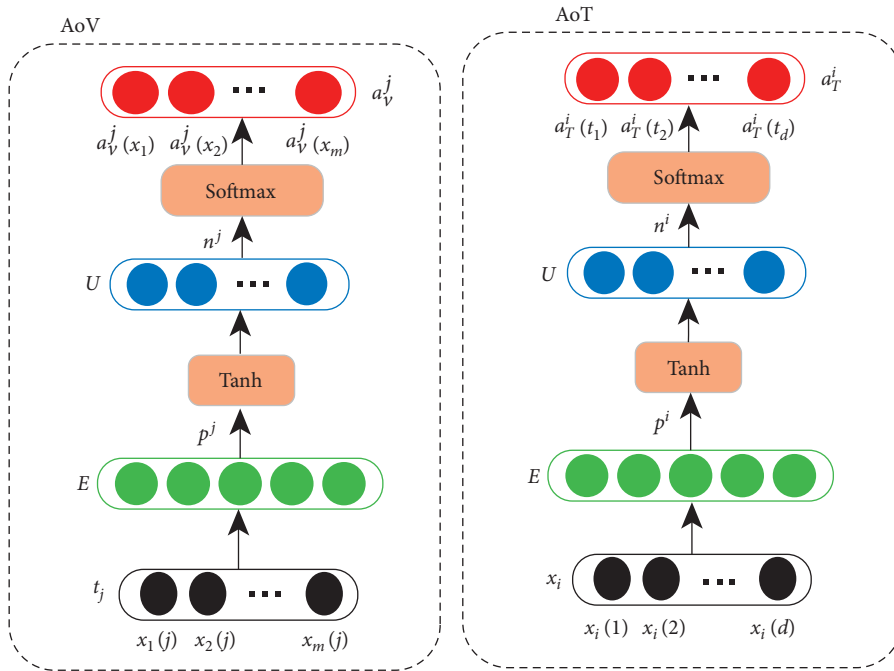 AoV
a_v^j
a_v^j (x_1) a_v^j (x_2) a_v^j (x_m)
Softmax
n^j
U
Tanh
p^j
E
t_j
x_1 (j) x_2 (j) x_m (j)
AoT
a_T^i
a_T^i (t_1) a_T^i (t_2) a_T^i (t_d)
Softmax
n^i
U
Tanh
p^i
E
x_i
x_i (1) x_i (2) x_i (d)